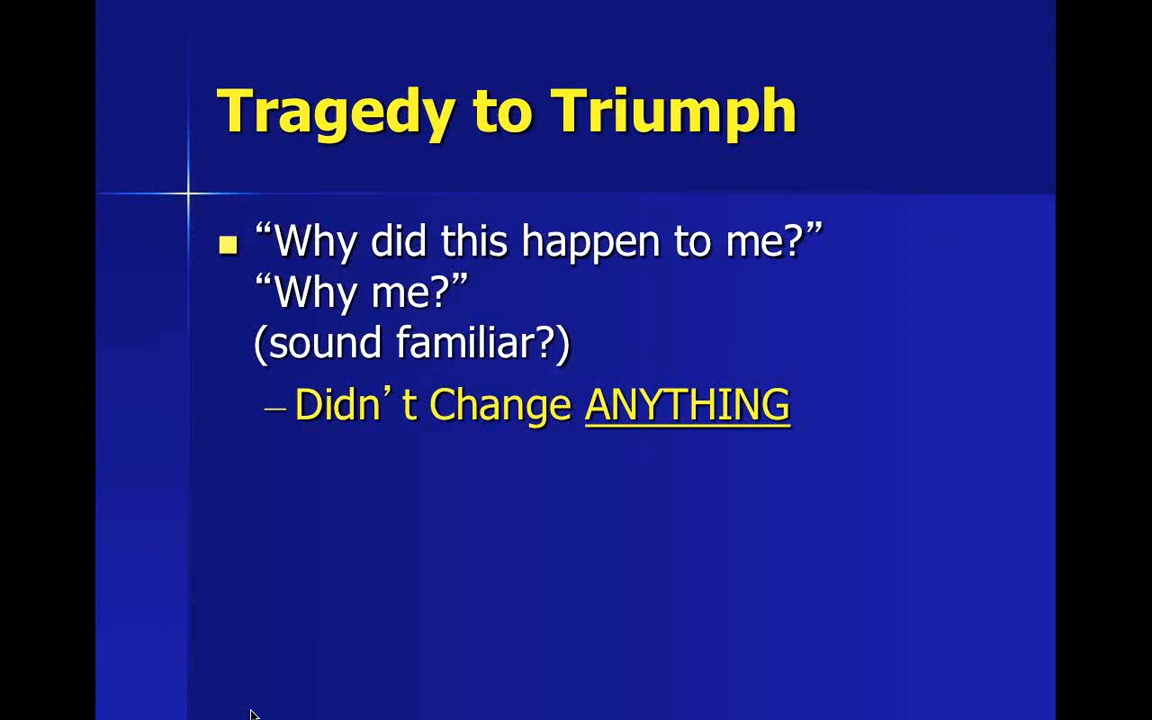 Tragedy to Triumph
“Why did this happen to me?”
“Why me?”
(sound familiar?)
–Didn’t Change ANYTHING